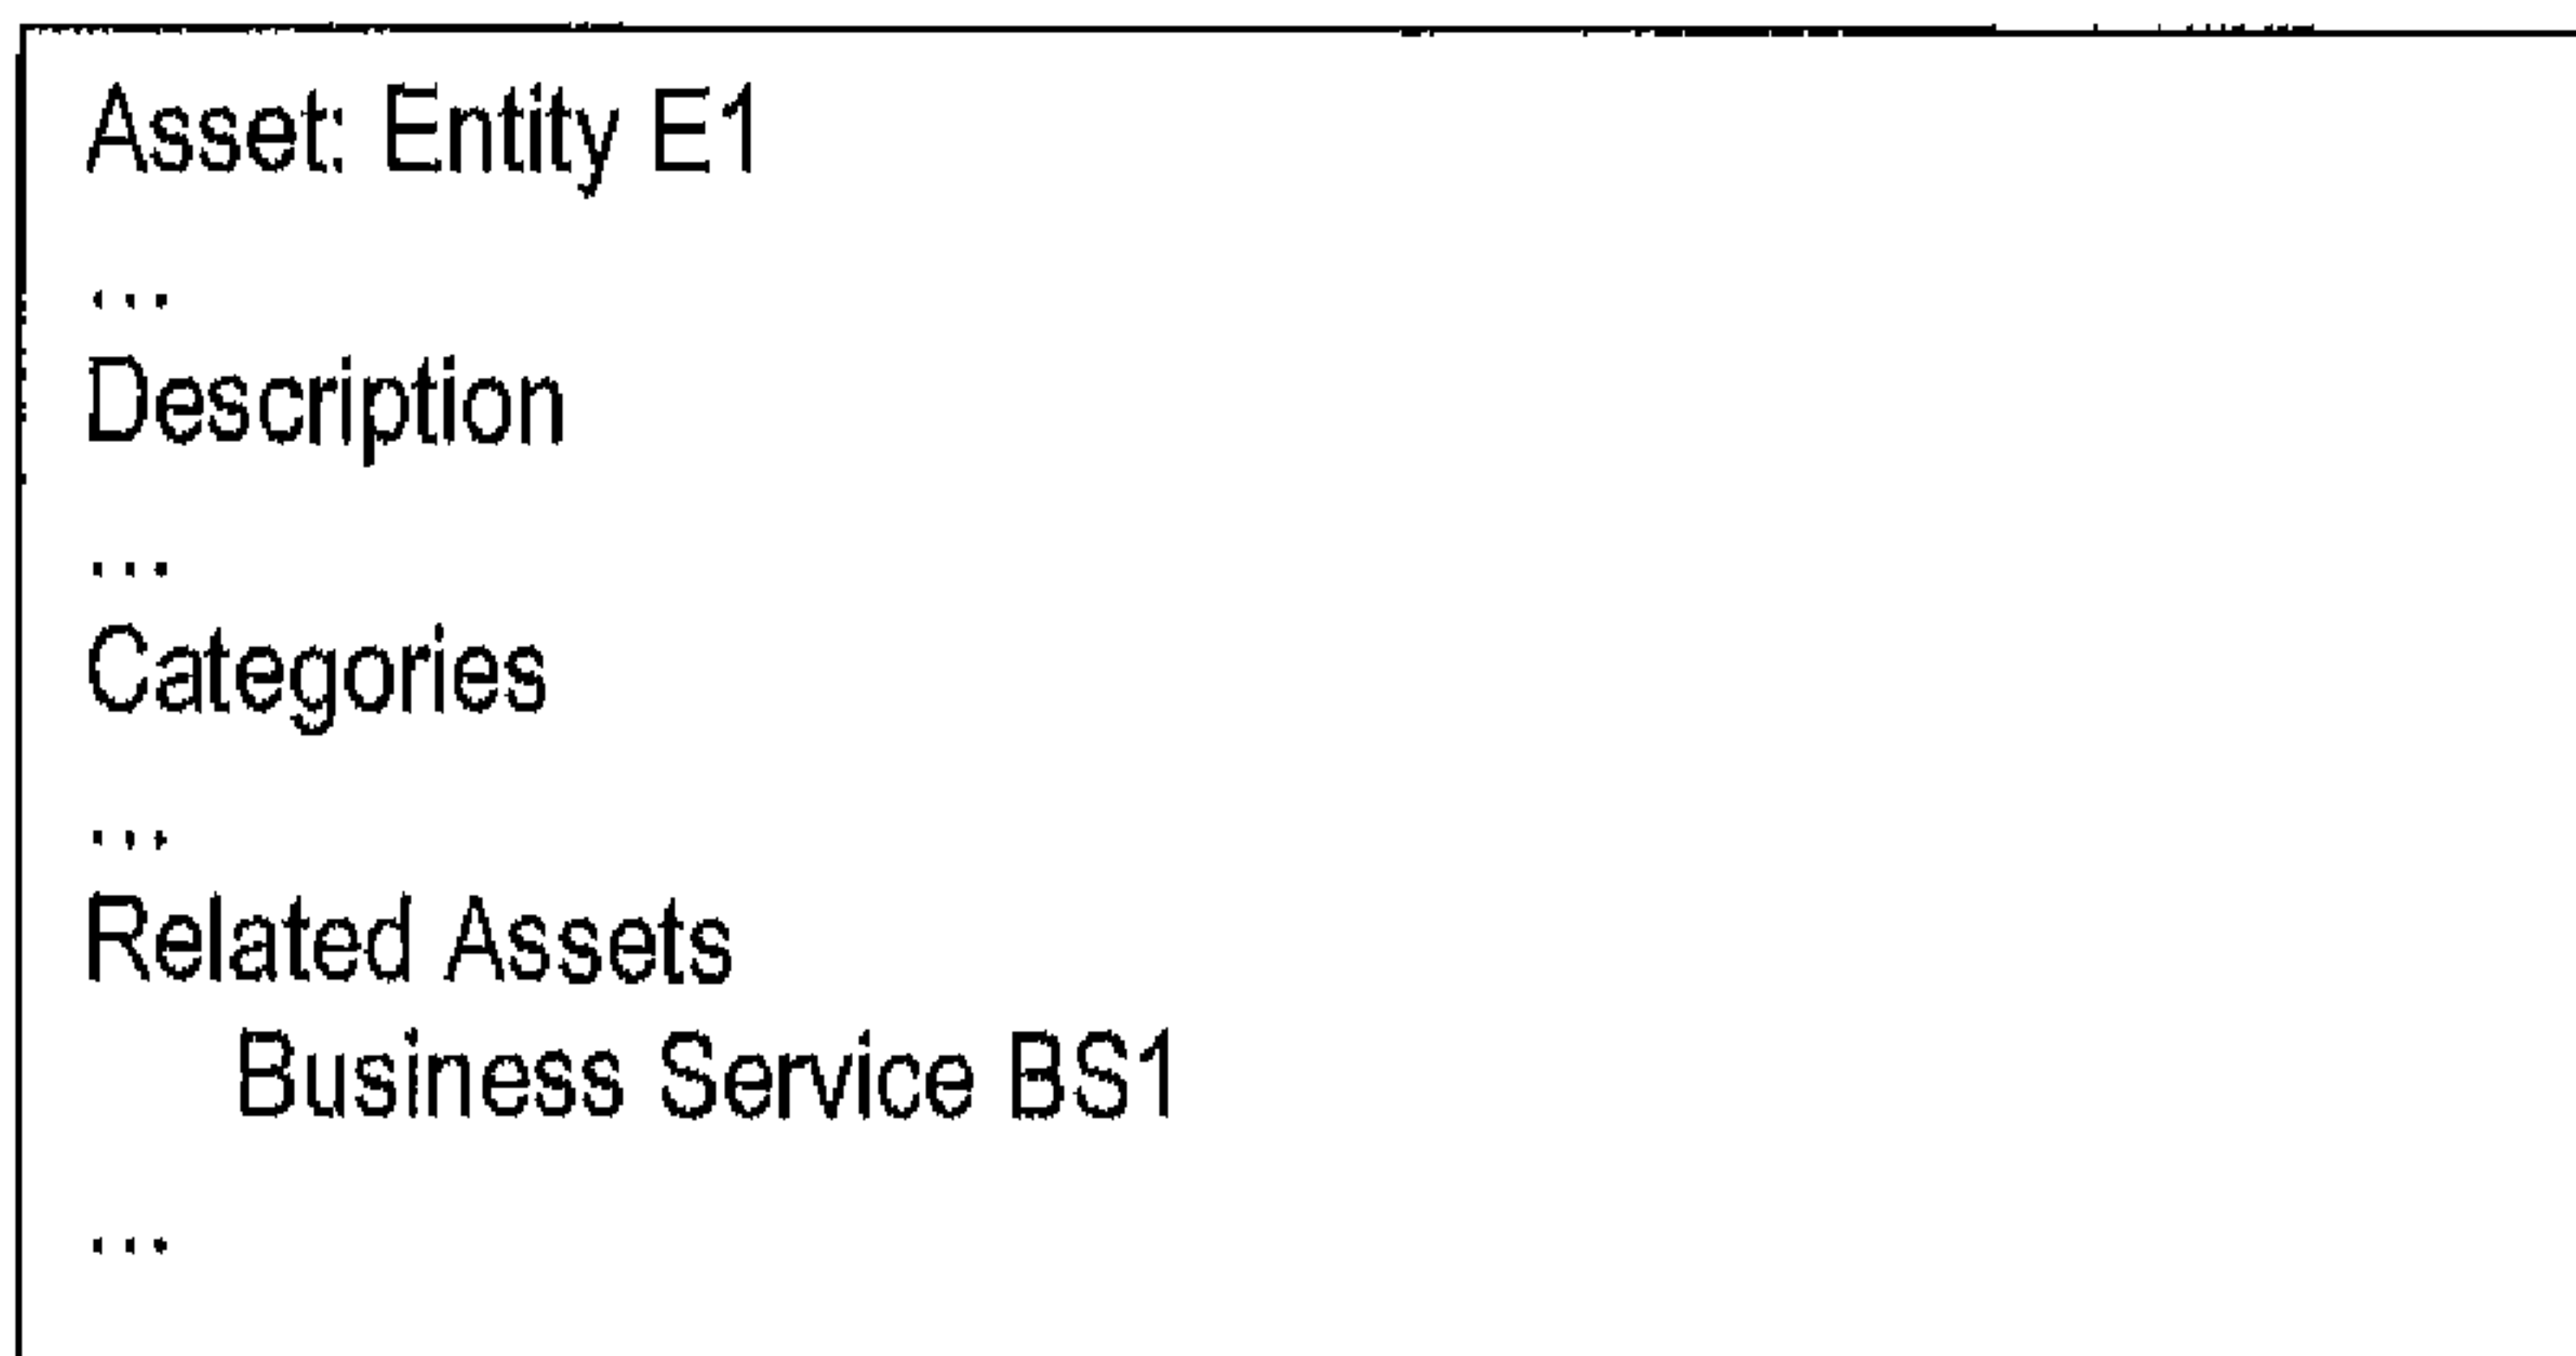 Asset: Entity E1
...
Description
...
Categories
...
Related Assets
Business Service BS1
...